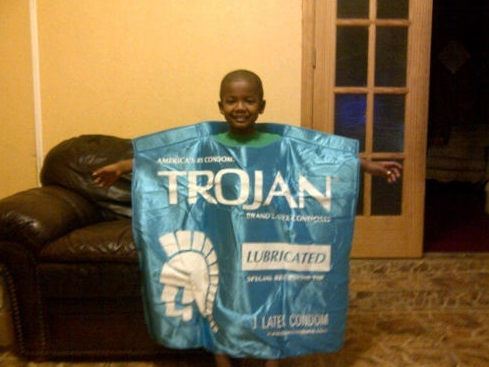 AMERICA'S #1 CONDOM.
TROJAN
BRAND LATEX CONDOMS
LUBRICATED
1 LATEX CONDOM